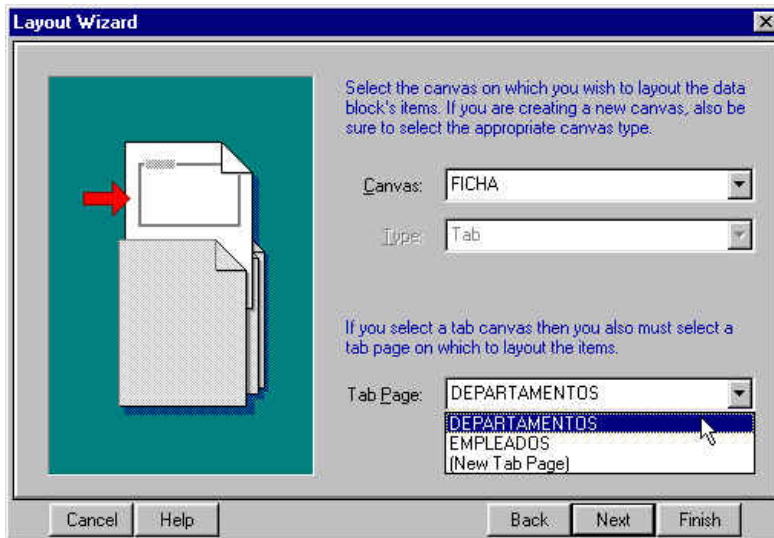 Layout Wizard
Select the canvas on which you wish to layout the data
block's items. If you are creating a new canvas, also be
sure to select the appropriate canvas type.
Canvas: FICHA
Type: Tab
If you select a tab canvas then you also must select a
tab page on which to layout the items.
Tab Page: DEPARTAMENTOS
DEPARTAMENTOS
EMPLEADOS
(New Tab Page)
Cancel Help Back Next Finish